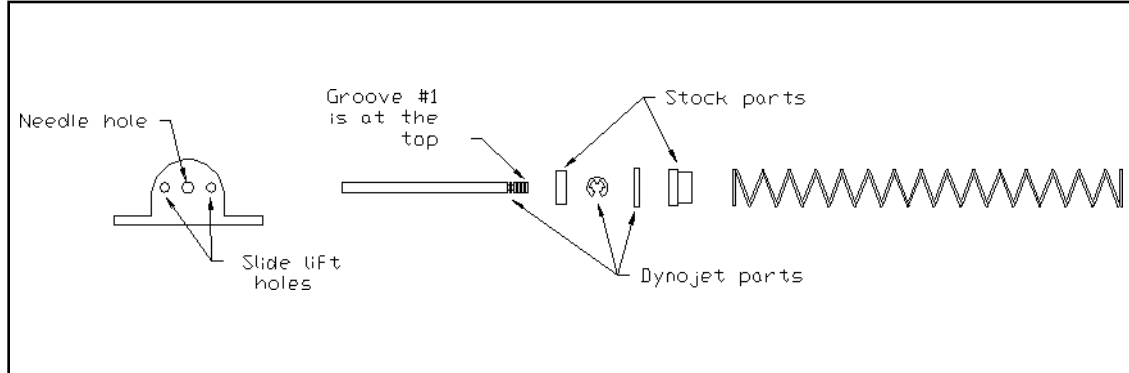 Needle hole
Slide lift
holes
Groove #1
is at the
top
Stock parts
Dynojet parts